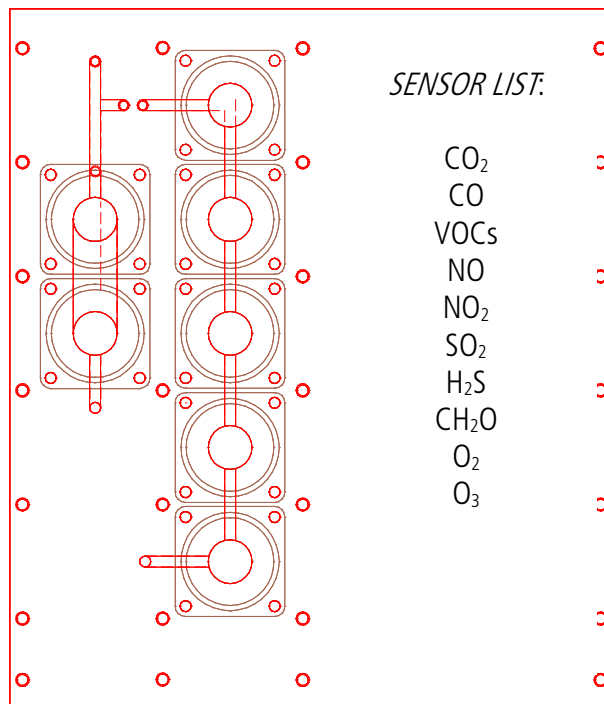 SENSOR LIST:
CO₂
CO
VOCs
NO
NO₂
SO₂
H₂S
CH₂O
O₂
O₃